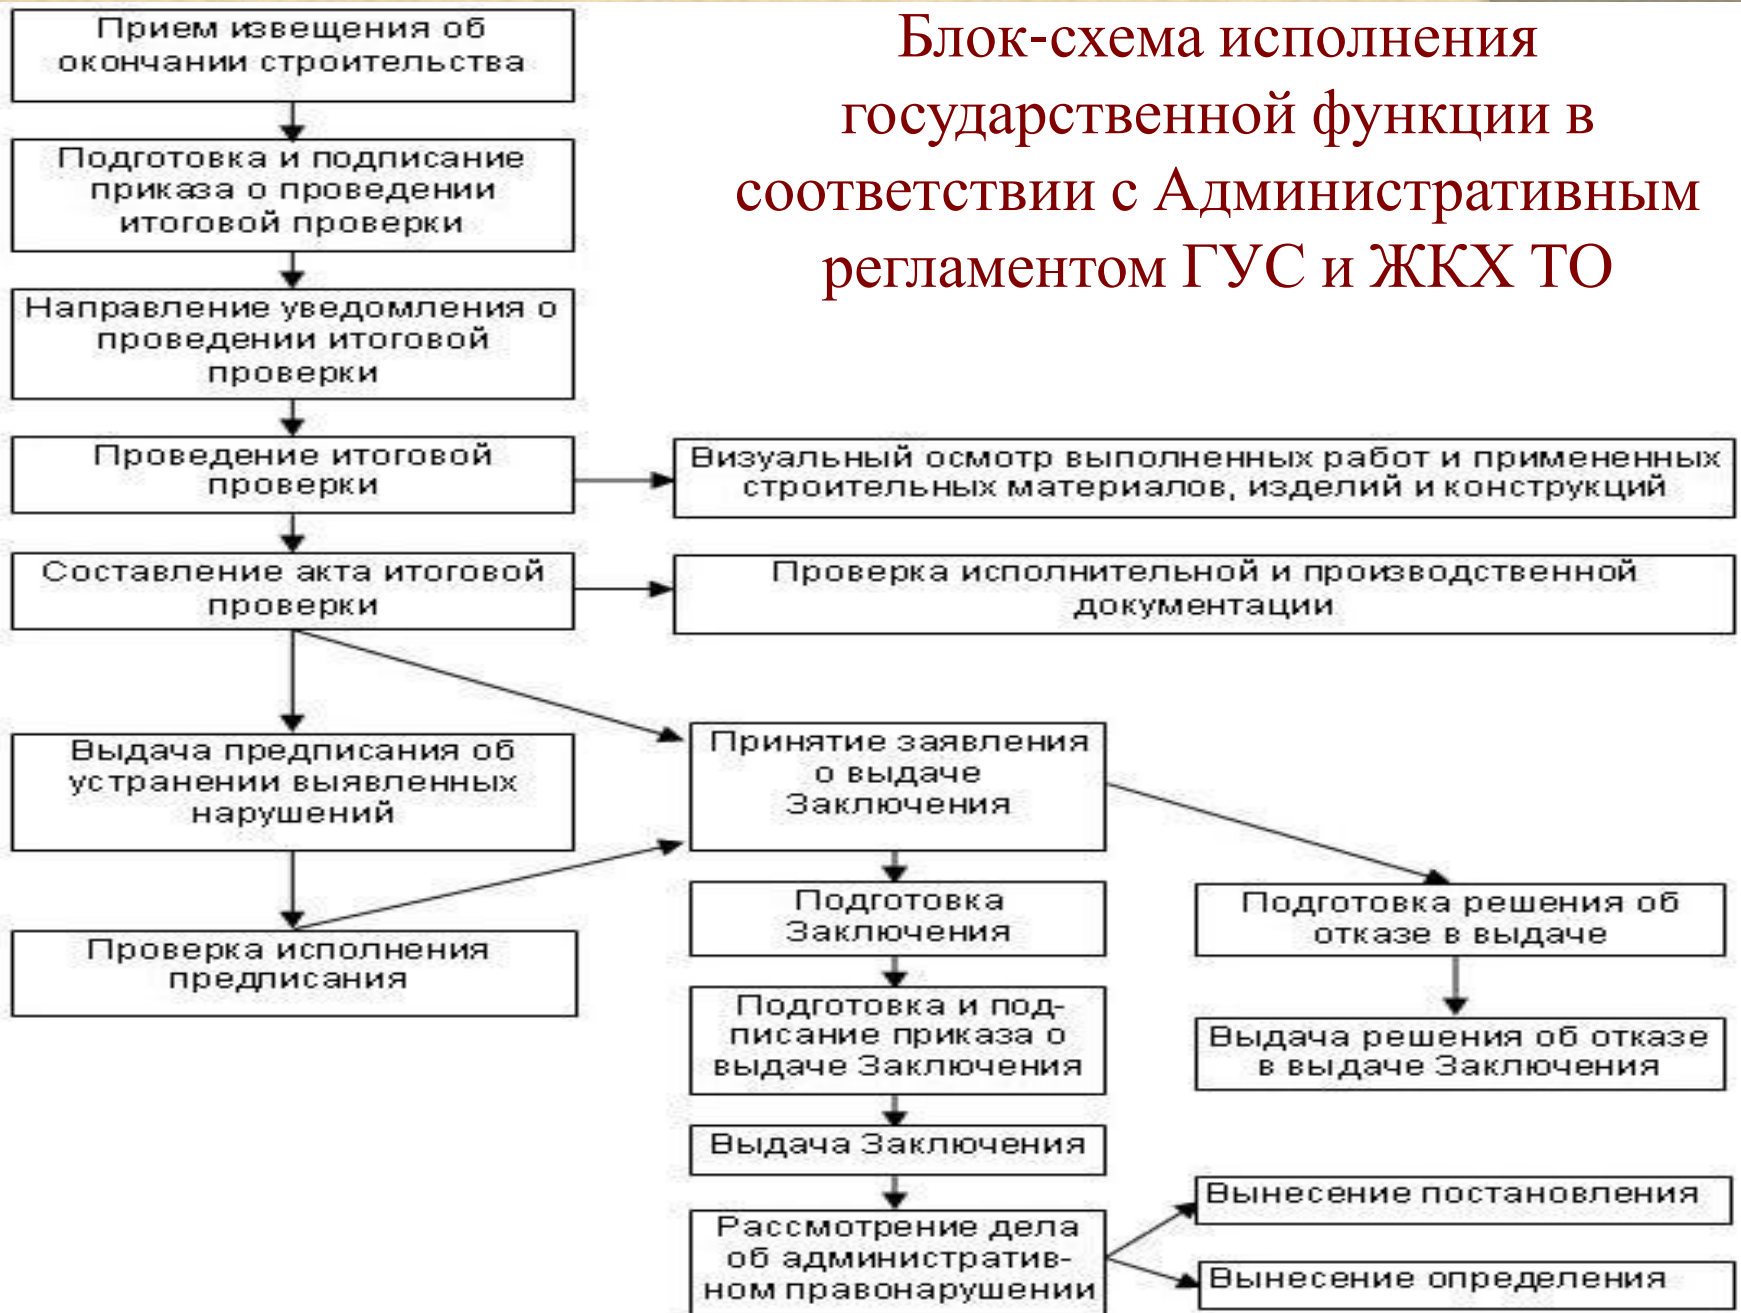 Блок-схема исполнения
государственной функции в
соответствии с Административным
регламентом ГУС и ЖКХ ТО
Прием извещения об
окончании строительства
Подготовка и подписание
приказа о проведении
итоговой проверки
Направление уведомления о
проведении итоговой
проверки
Проведение итоговой
проверки
Визуальный осмотр выполненных работ и примененных
строительных материалов, изделий и конструкций
Составление акта итоговой
проверки
Проверка исполнительной и производственной
документации
Выдача предписания об
устранении выявленных
нарушений
Принятие заявления
о выдаче
Заключения
Проверка исполнения
предписания
Подготовка
Заключения
Подготовка решения об
отказе в выдаче
Подготовка и под-
писание приказа о
выдаче Заключения
Выдача решения об отказе
в выдаче Заключения
Выдача Заключения
Рассмотрение дела
об административ-
ном правонарушении
Вынесение постановления
Вынесение определения